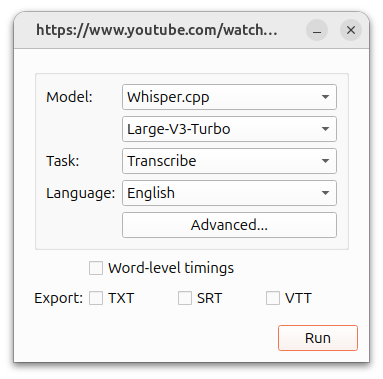 https://www.youtube.com/watch...
Model: Whisper.cpp
Large-V3-Turbo
Task: Transcribe
Language: English
Advanced...
Word-level timings
Export: TXT SRT VTT
Run